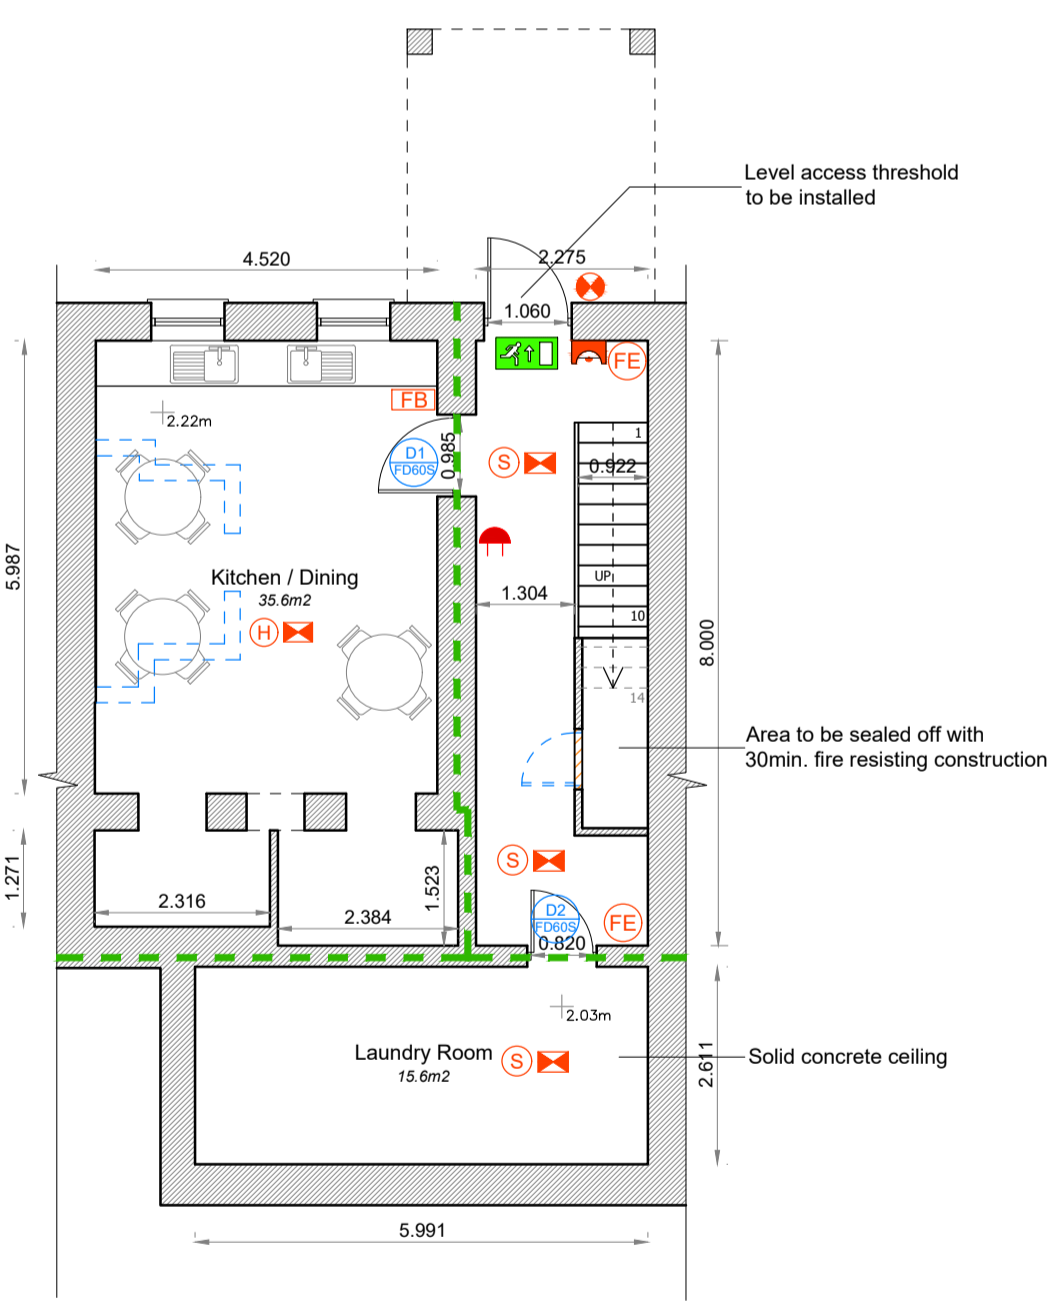 Level access threshold
to be installed
4.520
2.275
1.060
FE
FB
2.22m
D1
FD60S
0.985
S
1
0.922
5.987
Kitchen / Dining
35.6m2
H
UP
1.304
10
8.000
14
Area to be sealed off with
30min. fire resisting construction
S
1.271
2.316
1.523
2.384
D2
FD60S
FE
0.820
2.03m
Laundry Room
15.6m2
S
2.611
Solid concrete ceiling
5.991